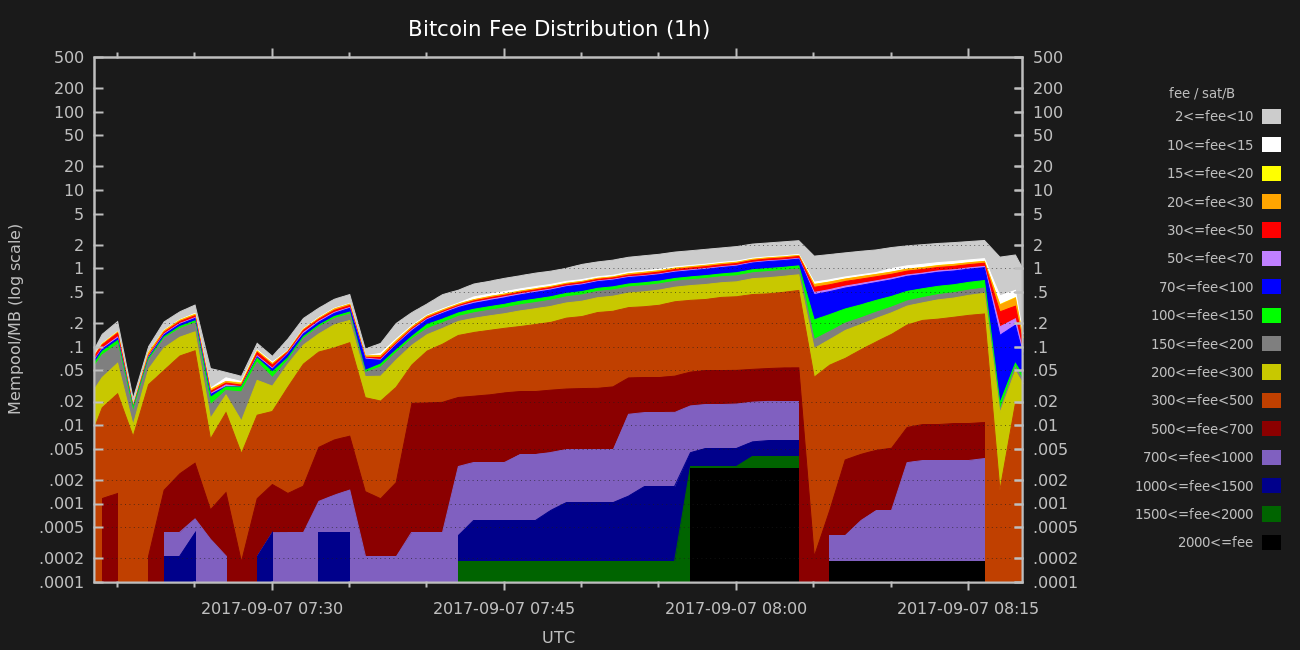 Bitcoin Fee Distribution (1h)
500
200
100
50
20
10
5
2
1
.5
.2
.1
.05
.02
.01
.005
.002
.001
.0005
.0002
.0001
Mempool/MB (log scale)
500
200
100
50
20
10
5
2
1
.5
.2
.1
.05
.02
.01
.005
.002
.001
.0005
.0002
.0001
2017-09-07 07:30
2017-09-07 07:45
2017-09-07 08:00
2017-09-07 08:15
UTC
fee / sat/B
2<=fee<10
10<=fee<15
15<=fee<20
20<=fee<30
30<=fee<50
50<=fee<70
70<=fee<100
100<=fee<150
150<=fee<200
200<=fee<300
300<=fee<500
500<=fee<700
700<=fee<1000
1000<=fee<1500
1500<=fee<2000
2000<=fee